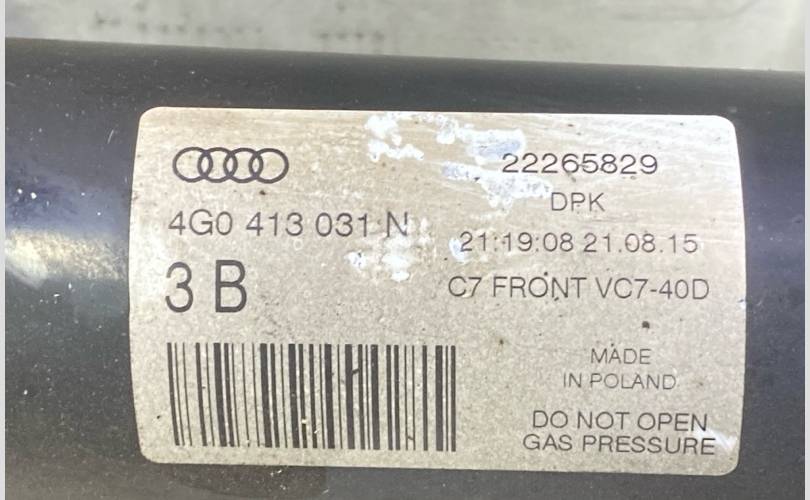 4G0 413 031 N
3 B
22265829
DPK
21:19:08 21.08.15
C7 FRONT VC7-40D
MADE
IN POLAND
DO NOT OPEN
GAS PRESSURE